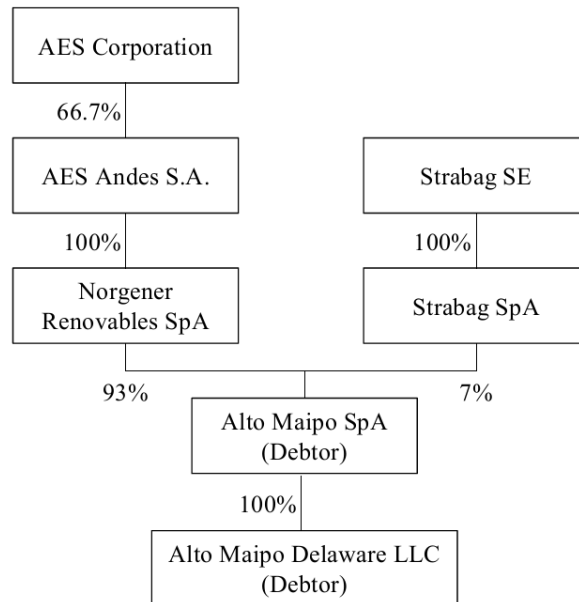 AES Corporation
66.7%
AES Andes S.A.
Strabag SE
100%
100%
Norgener
Renovables SpA
Strabag SpA
93%
7%
Alto Maipo SpA
(Debtor)
100%
Alto Maipo Delaware LLC
(Debtor)